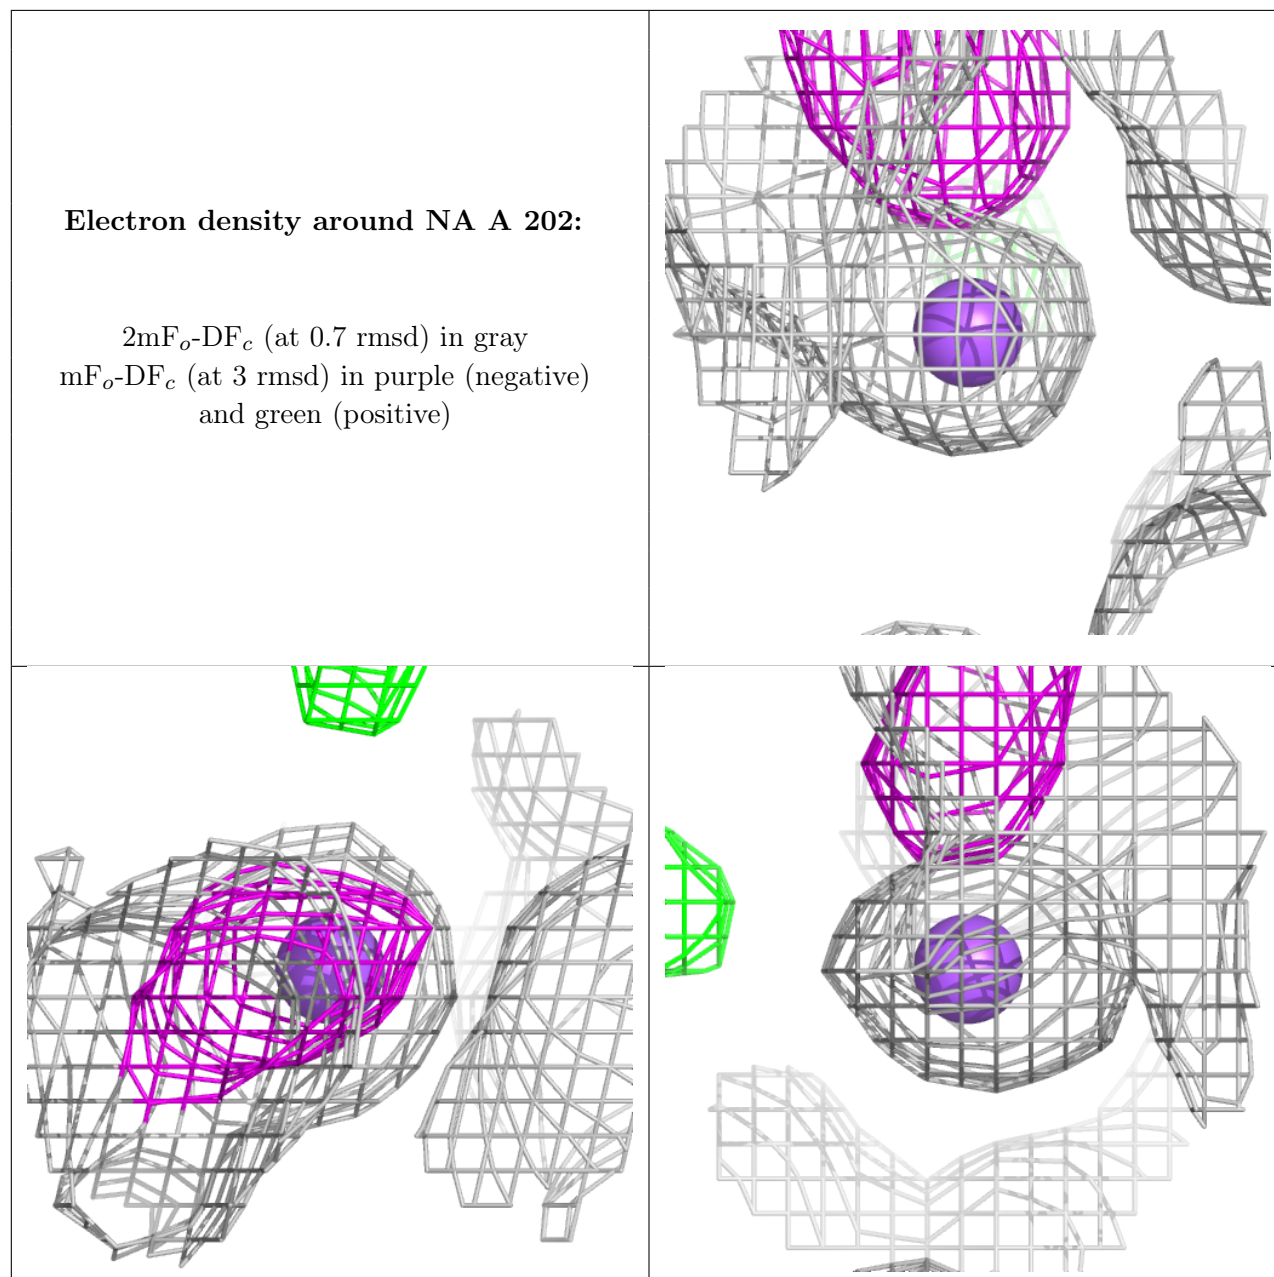 Electron density around NA A 202:
2mFo-DFc (at 0.7 rmsd) in gray
mFo-DFc (at 3 rmsd) in purple (negative)
and green (positive)